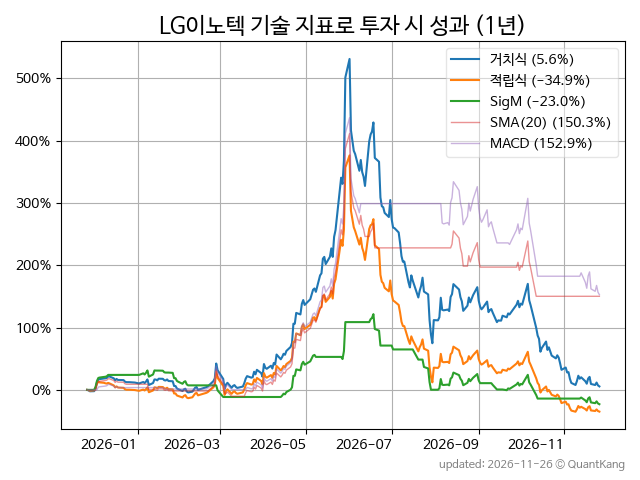 LG이노텍 기술 지표로 투자 시 성과 (1년)
거치식 (5.6%)
적립식 (−34.9%)
SigM (−23.0%)
SMA(20) (150.3%)
MACD (152.9%)
500%
400%
300%
200%
100%
0%
2026−01 2026−03 2026−05 2026−07 2026−09 2026−11
updated: 2026-11-26 © QuantKang